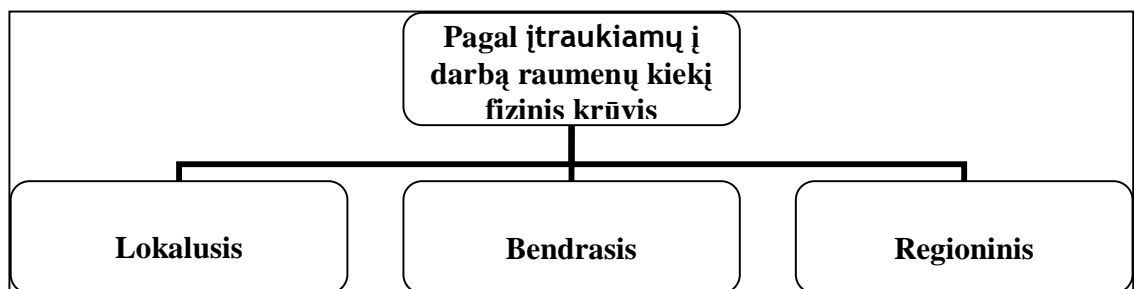 Pagal įtraukiamų į
darbą raumenų kiekį
fizinis krūvis
Lokalusis
Bendrasis
Regioninis